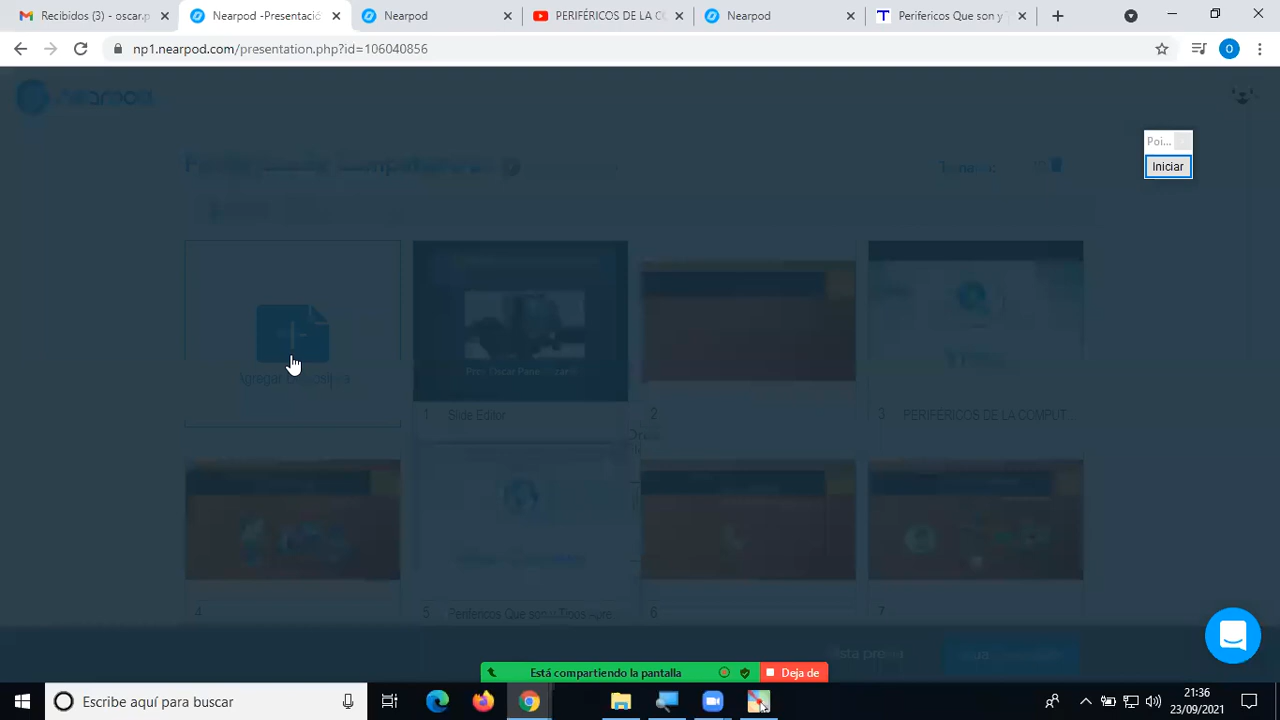 Recibidos (3) - oscar.p
Nearpod -Presentació
Nearpod
PERIFÉRICOS DE LA CO
Nearpod
Perifericos Que son y T
np1.nearpod.com/presentation.php?id=106040856
O
Poi...
Iniciar
1 Slide Editor
2
3 PERIFERICOS DE LA COMPUT
4
5 Perifericos Que son y Tipos -pre
6
7
Está compartiendo la pantalla
Deja de
Escribe aquí para buscar
21:36
23/09/2021